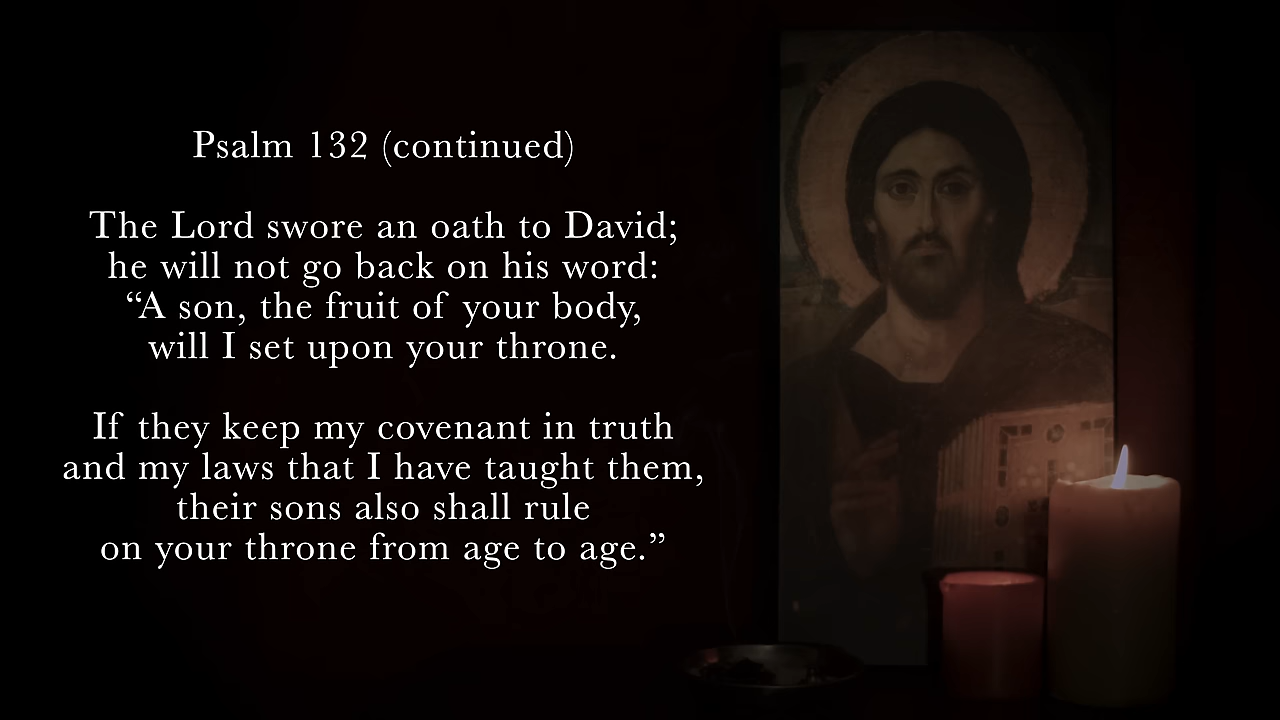 Psalm 132 (continued)
The Lord swore an oath to David;
he will not go back on his word:
“A son, the fruit of your body,
will I set upon your throne.
If they keep my covenant in truth
and my laws that I have taught them,
their sons also shall rule
on your throne from age to age.”